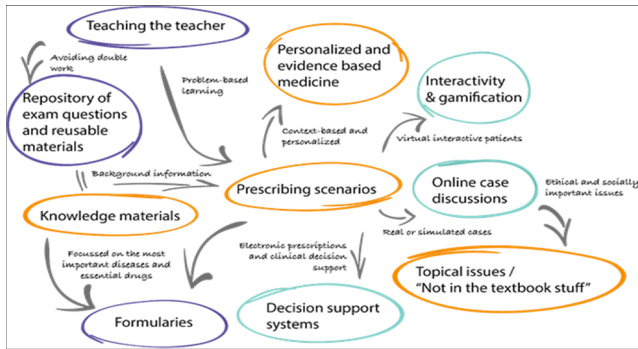 Teaching the teacher
Avoiding double
work
Problem-based
learning
Personalized and
evidence based
medicine
Interactivity
& gamification
Repository of
exam questions
and reusable
materials
Context-based and
personalized
Virtual interactive patients
Background information
Prescribing scenarios
Online case
discussions
Ethical and socially
important issues
Knowledge materials
Real or simulated cases
Focussed on the most
important diseases and
essential drugs
Electronic prescriptions
and clinical decision
support
Topical issues /
"Not in the textbook stuff"
Formularies
Decision support
systems